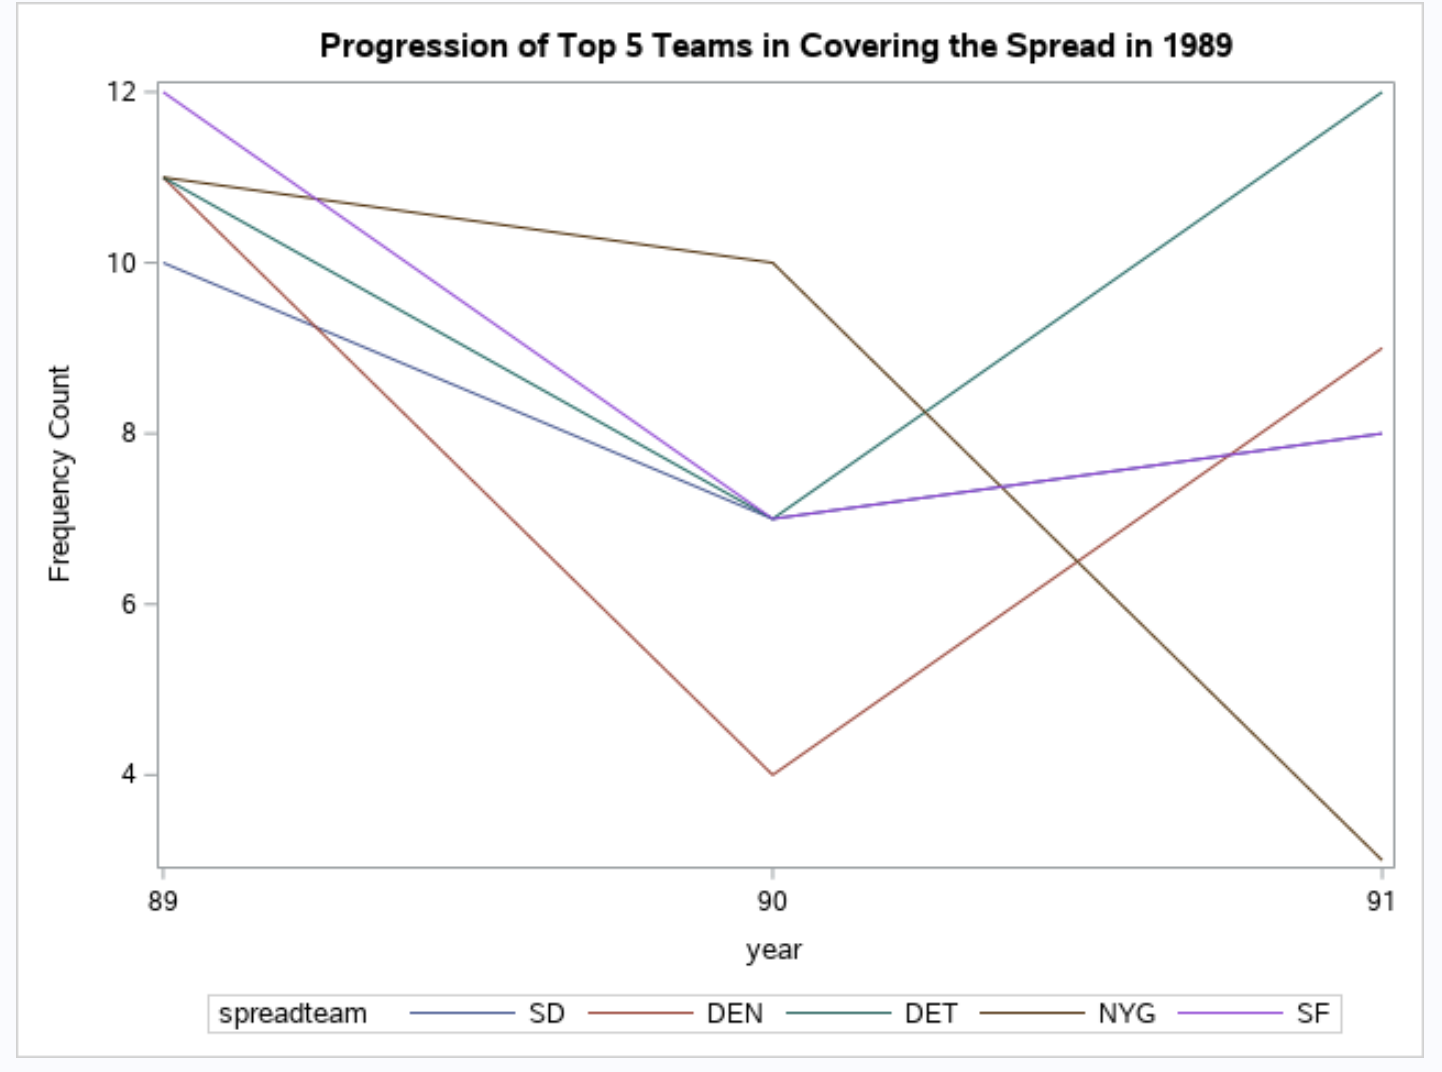 Progression of Top 5 Teams in Covering the Spread in 1989
12
10
8
6
4
Frequency Count
89 90 91
year
spreadteam SD DEN DET NYG SF